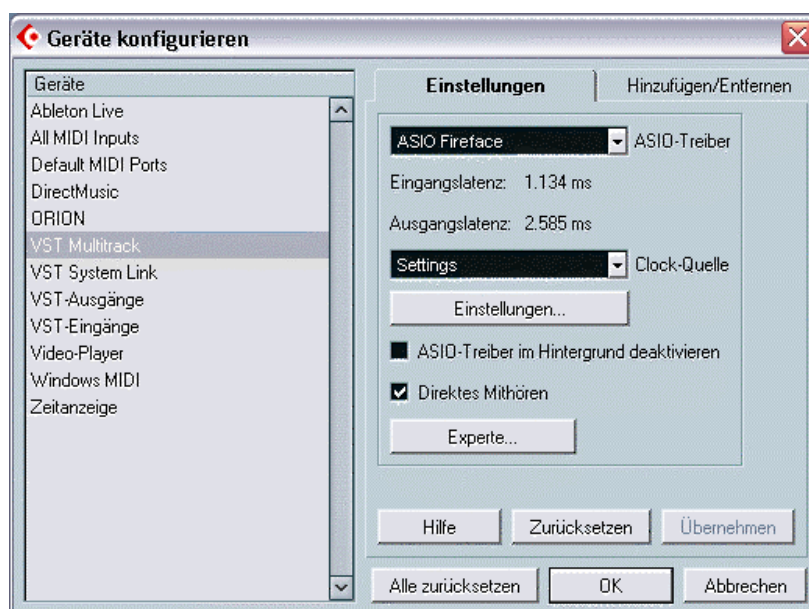 Geräte konfigurieren
Geräte
Ableton Live
All MIDI Inputs
Default MIDI Ports
DirectMusic
ORION
VST Multitrack
VST System Link
VST-Ausgänge
VST-Eingänge
Video-Player
Windows MIDI
Zeitanzeige
Einstellungen Hinzufügen/Entfernen
ASIO Fireface ASIO-Treiber
Eingangslatenz: 1.134 ms
Ausgangslatenz: 2.585 ms
Settings Clock-Quelle
Einstellungen...
ASIO-Treiber im Hintergrund deaktivieren
Direktes Mithören
Experte...
Hilfe Zurücksetzen Übernehmen
Alle zurücksetzen OK Abbrechen